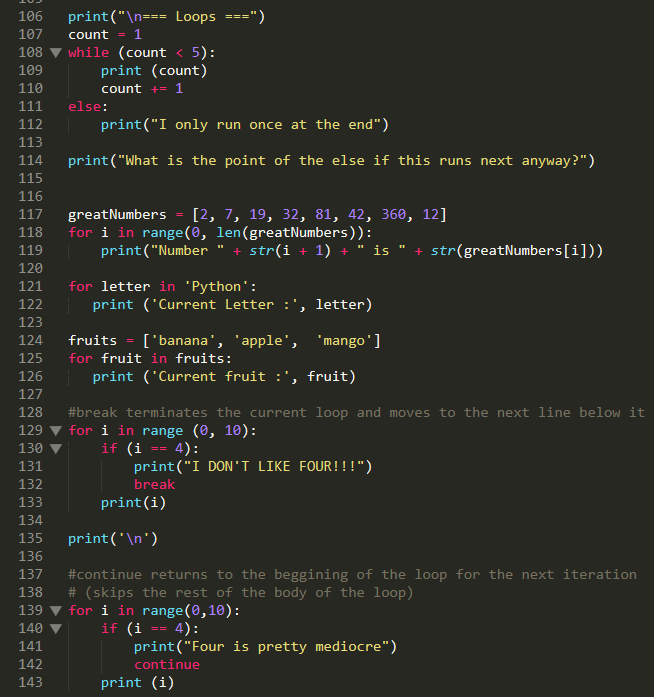 106 print("\n=== Loops ===")
107 count = 1
108 while (count < 5):
109     print (count)
110     count += 1
111 else:
112     print("I only run once at the end")
113
114 print("What is the point of the else if this runs next anyway?")
115
116
117 greatNumbers = [2, 7, 19, 32, 81, 42, 360, 12]
118 for i in range(0, len(greatNumbers)):
119     print("Number " + str(i + 1) + " is " + str(greatNumbers[i]))
120
121 for letter in 'Python':
122    print ('Current Letter :', letter)
123
124 fruits = ['banana', 'apple',  'mango']
125 for fruit in fruits:
126    print ('Current fruit :', fruit)
127
128 #break terminates the current loop and moves to the next line below it
129 for i in range (0, 10):
130     if (i == 4):
131         print("I DON'T LIKE FOUR!!!")
132         break
133     print(i)
134
135 print('\n')
136
137 #continue returns to the beggining of the loop for the next iteration
138 # (skips the rest of the body of the loop)
139 for i in range(0,10):
140     if (i == 4):
141         print("Four is pretty mediocre")
142         continue
143     print (i)